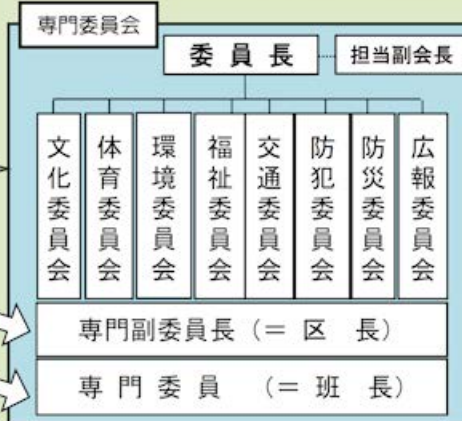 専門委員会
委員長
担当副会長
文化委員会
体育委員会
環境委員会
福祉委員会
交通委員会
防犯委員会
防災委員会
広報委員会
専門副委員長 (= 区 長)
専 門 委 員 (= 班 長)